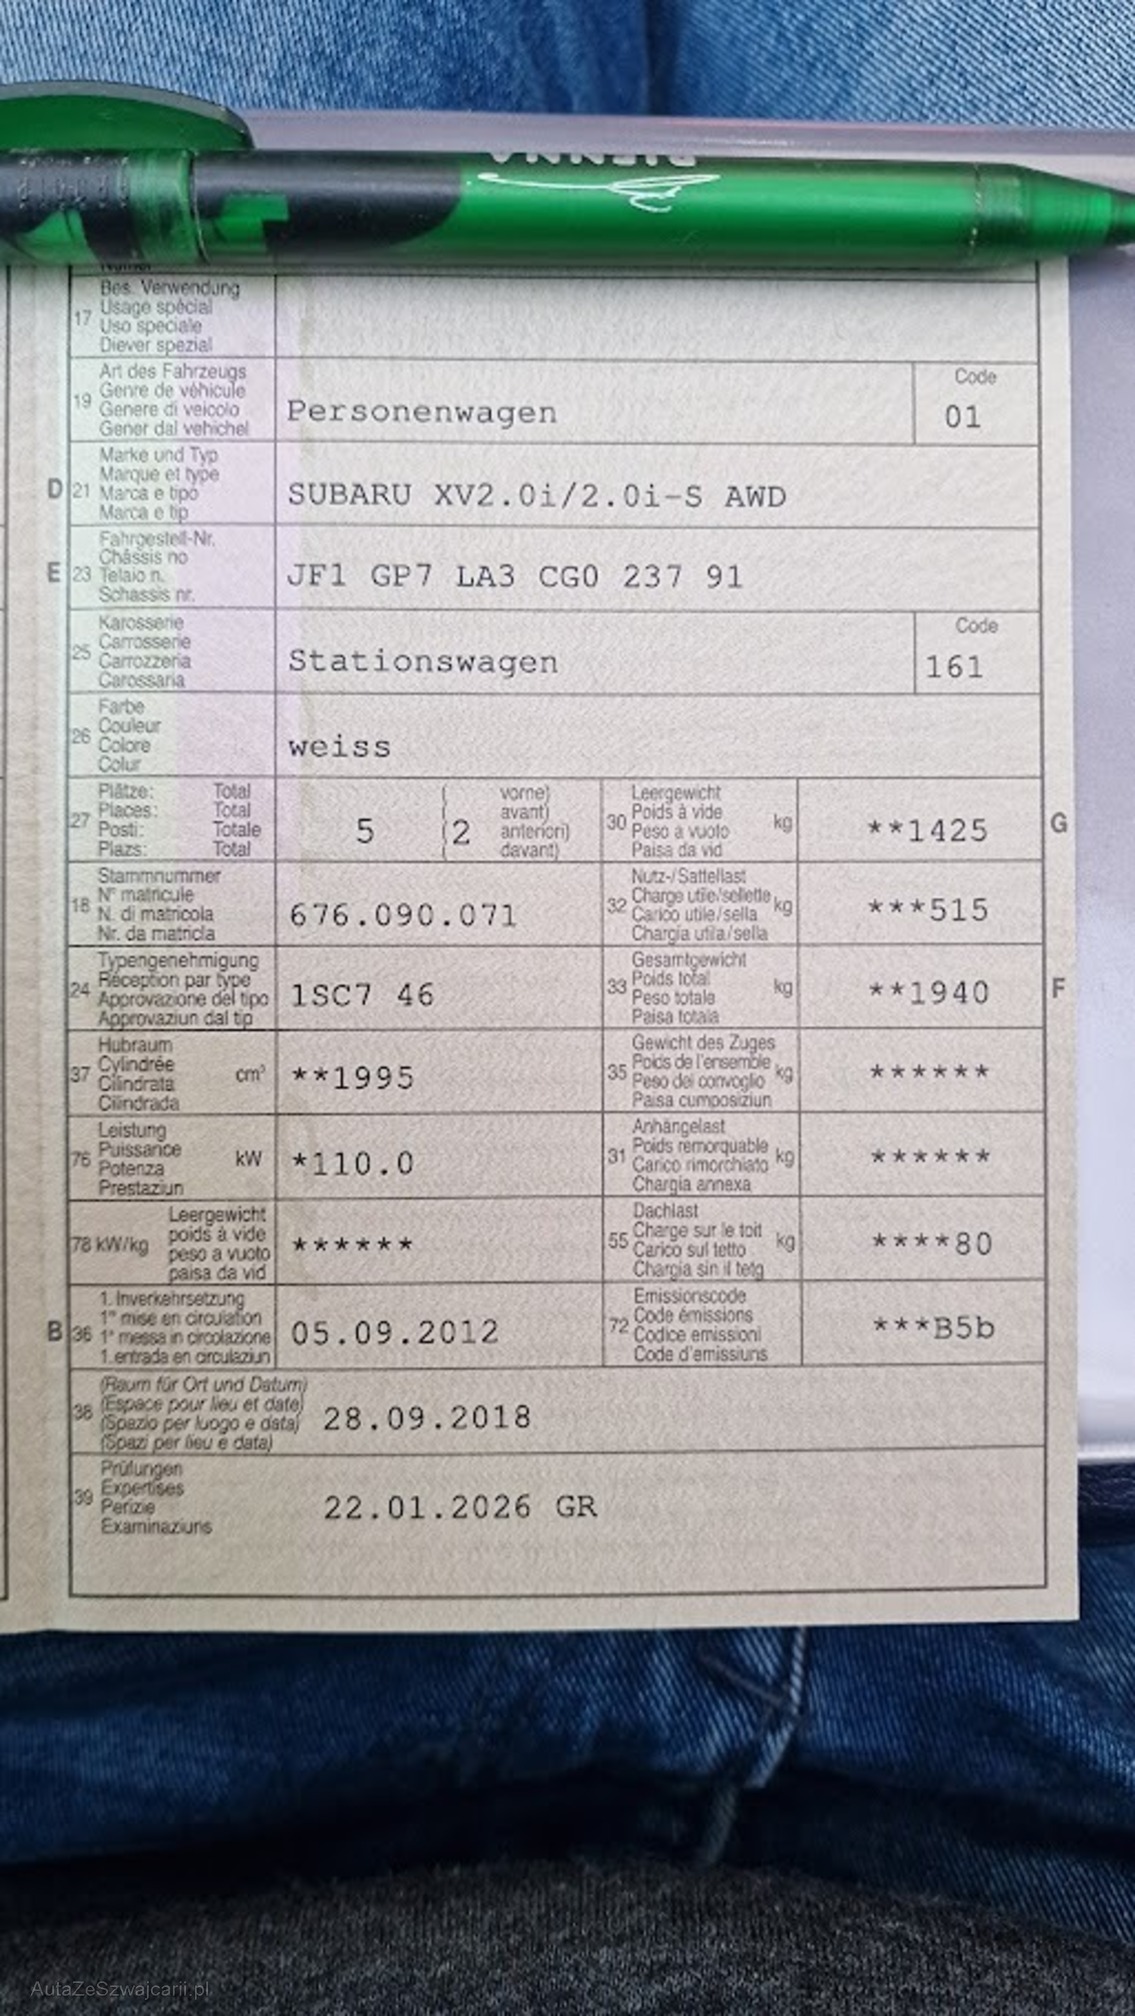 Bes. Verwendung
17 Usage spécial
Uso speciale
Diever spezial
Art des Fahrzeugs
19 Genre de véhicule
Genere di veicolo
Gener dal vehichel
Personenwagen
Code
01
Marke und Typ
D 21 Marque et type
Marca e tipo
Marca e tip
SUBARU XV2.0i/2.0i-S AWD
Fahrgestell-Nr.
E 23 Châssis no
Telaio n.
Schassis nr.
JF1 GP7 LA3 CG0 237 91
Karosserie
25 Carrosserie
Carrozzeria
Carossaria
Stationswagen
Code
161
Farbe
26 Couleur
Colore
Colur
weiss
27 Plätze: Total
Places: Total
Posti: Totale
Plazs: Total
5 (2
vorne)
avant)
anteriori)
davant)
30 Leergewicht
Poids à vide
Peso a vuoto
Paisa da vid
kg
**1425
G
18 Stammnummer
N° matricule
N. di matricola
Nr. da matricla
676.090.071
32 Nutz-/Sattellast
Charge utile/sellette
Carico utile/sella
Chargia utila/sella
kg
***515
24 Typengenehmigung
Réception par type
Approvazione del tipo
Approvaziun dal tip
1SC7 46
33 Gesamtgewicht
Poids total
Peso totale
Paisa totala
kg
**1940
F
37 Hubraum
Cylindrée
Cilindrata
Cilindrada
cm³
**1995
35 Gewicht des Zuges
Poids de l'ensemble
Peso del convoglio
Paisa cumposiziun
kg
******
76 Leistung
Puissance
Potenza
Prestaziun
kW
*110.0
31 Anhängelast
Poids remorquable
Carico rimorchiato
Chargia annexa
kg
******
78 kW/kg
Leergewicht
poids à vide
peso a vuoto
paisa da vid
******
55 Dachlast
Charge sur le toit
Carico sul tetto
Chargia sin il tetg
kg
****80
B 36 1. Inverkehrsetzung
1re mise en circulation
1a messa in circolazione
1. entrada en circulaziun
05.09.2012
72 Emissionscode
Code émissions
Codice emissioni
Code d'emissiuns
***B5b
38 (Raum für Ort und Datum)
(Espace pour lieu et date)
(Spazio per luogo e data)
(Spazi per lieu e data)
28.09.2018
39 Prüfungen
Expertises
Perizie
Examinaziuns
22.01.2026 GR
AutaZeSzwajcarii.pl